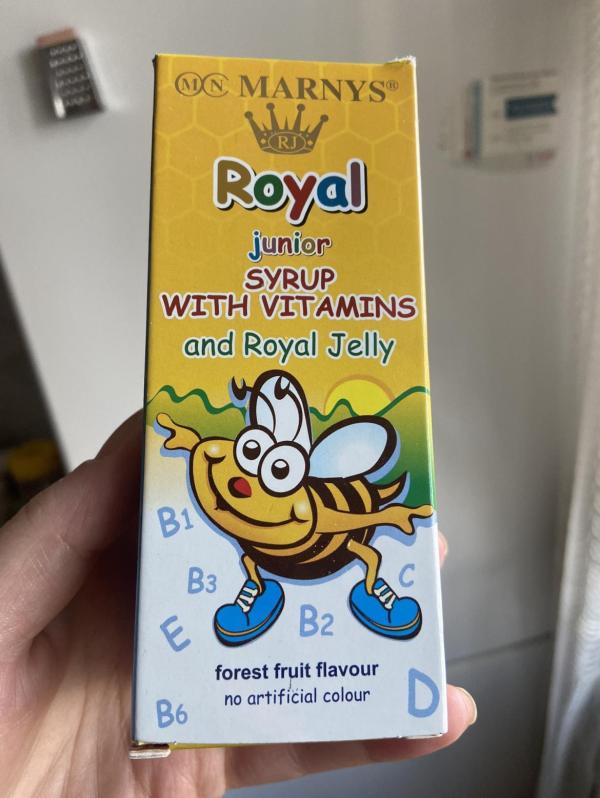 MN MARNYS®
RJ
Royal
junior
SYRUP
WITH VITAMINS
and Royal Jelly
B1
B3
C
B2
E
forest fruit flavour
no artificial colour
D
B6